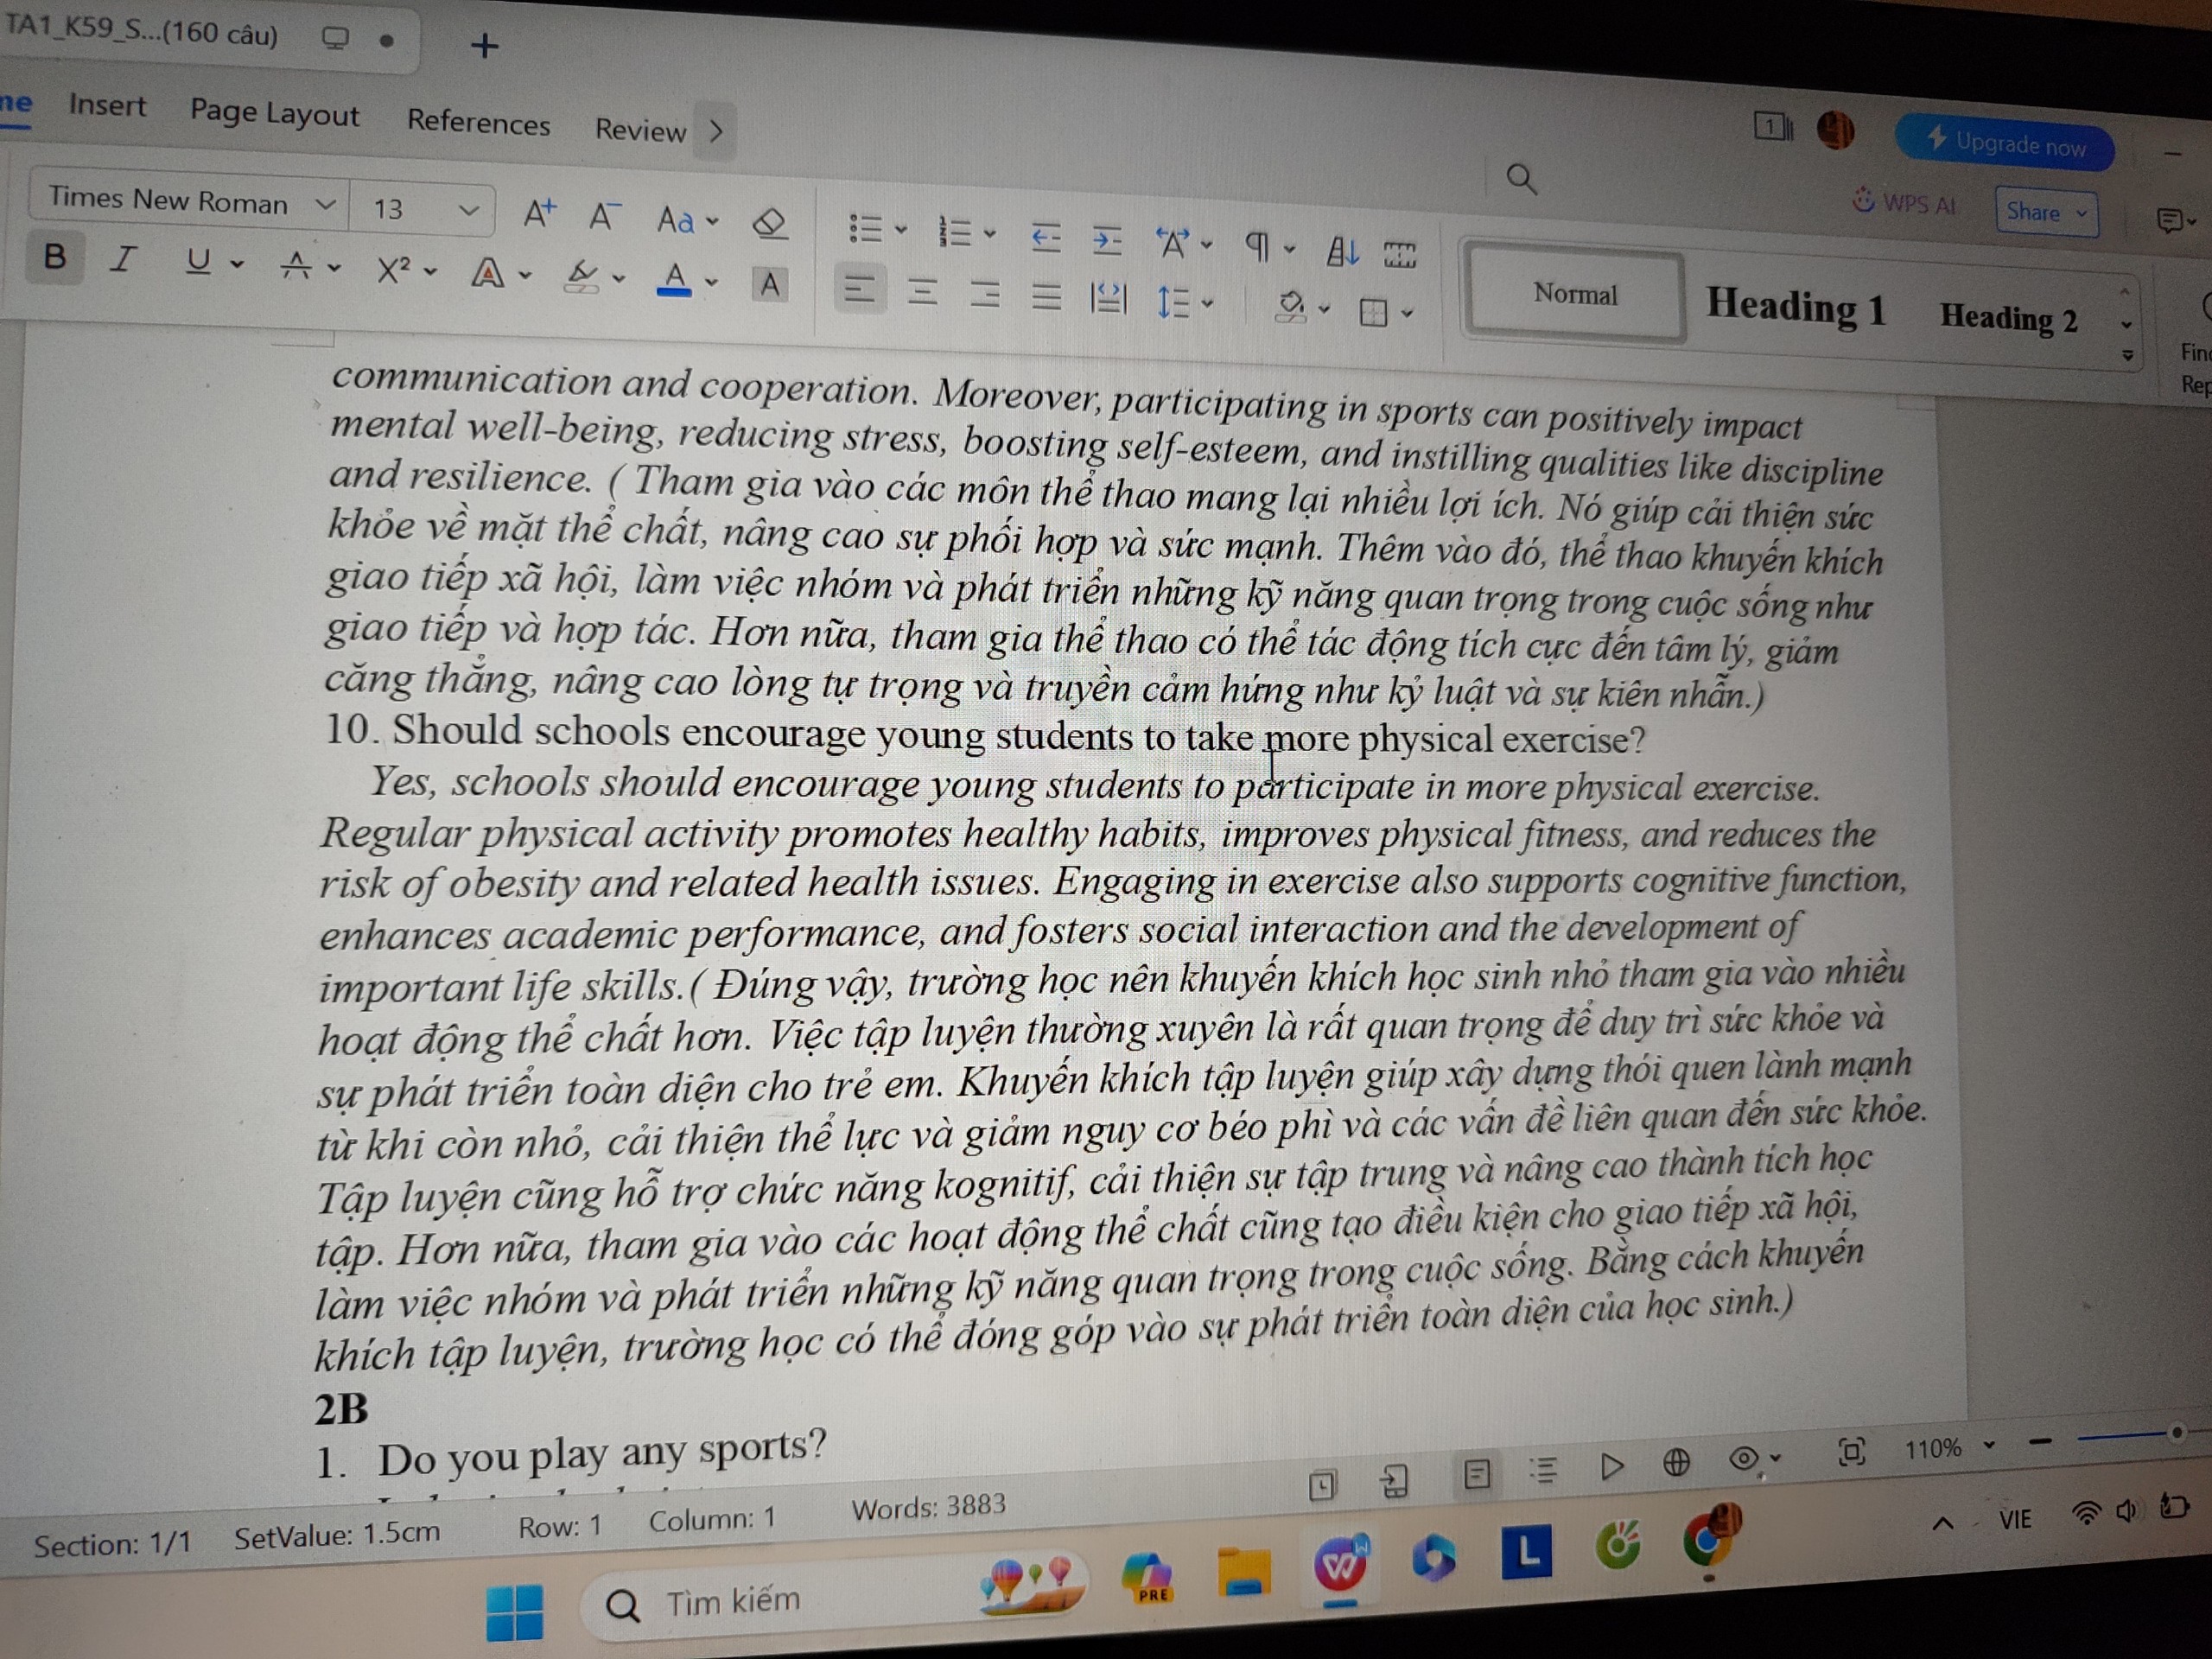 TA1_K59_S...(160 câu)
Insert Page Layout References Review
Upgrade now
Times New Roman 13
WPS AI Share
Normal Heading 1 Heading 2
communication and cooperation. Moreover, participating in sports can positively impact
mental well-being, reducing stress, boosting self-esteem, and instilling qualities like discipline
and resilience. ( Tham gia vào các môn thể thao mang lại nhiều lợi ích. Nó giúp cải thiện sức
khỏe về mặt thể chất, nâng cao sự phối hợp và sức mạnh. Thêm vào đó, thể thao khuyến khích
giao tiếp xã hội, làm việc nhóm và phát triển những kỹ năng quan trọng trong cuộc sống như
giao tiếp và hợp tác. Hơn nữa, tham gia thể thao có thể tác động tích cực đến tâm lý, giảm
căng thẳng, nâng cao lòng tự trọng và truyền cảm hứng như kỷ luật và sự kiên nhẫn.)
10. Should schools encourage young students to take more physical exercise?
Yes, schools should encourage young students to participate in more physical exercise.
Regular physical activity promotes healthy habits, improves physical fitness, and reduces the
risk of obesity and related health issues. Engaging in exercise also supports cognitive function,
enhances academic performance, and fosters social interaction and the development of
important life skills.( Đúng vậy, trường học nên khuyến khích học sinh nhỏ tham gia vào nhiều
hoạt động thể chất hơn. Việc tập luyện thường xuyên là rất quan trọng để duy trì sức khỏe và
sự phát triển toàn diện cho trẻ em. Khuyến khích tập luyện giúp xây dựng thói quen lành mạnh
từ khi còn nhỏ, cải thiện thể lực và giảm nguy cơ béo phì và các vấn đề liên quan đến sức khỏe.
Tập luyện cũng hỗ trợ chức năng kognitif, cải thiện sự tập trung và nâng cao thành tích học
tập. Hơn nữa, tham gia vào các hoạt động thể chất cũng tạo điều kiện cho giao tiếp xã hội,
làm việc nhóm và phát triển những kỹ năng quan trọng trong cuộc sống. Bằng cách khuyến
khích tập luyện, trường học có thể đóng góp vào sự phát triển toàn diện của học sinh.)
2B
1. Do you play any sports?
110%
Section: 1/1 SetValue: 1.5cm Row: 1 Column: 1 Words: 3883
Tìm kiếm PRE VIE